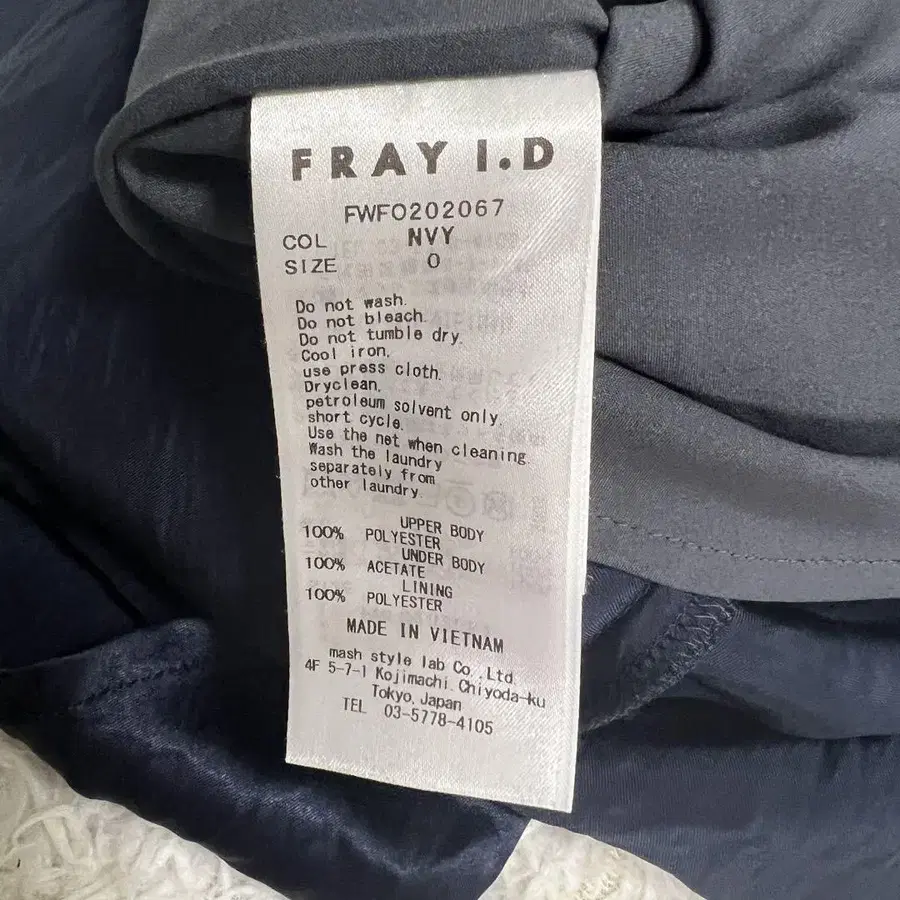 FRAY I.D
FWFO202067
COL NVY
SIZE 0
Do not wash.
Do not bleach.
Do not tumble dry.
Cool iron,
use press cloth.
Dryclean,
petroleum solvent only
short cycle.
Use the net when cleaning.
Wash the laundry
separately from
other laundry.
UPPER BODY
100% POLYESTER
UNDER BODY
100% ACETATE
LINING
100% POLYESTER
MADE IN VIETNAM
mash style lab Co.,Ltd.
4F 5-7-1 Kojimachi Chiyoda-ku
Tokyo, Japan
TEL 03-5778-4105